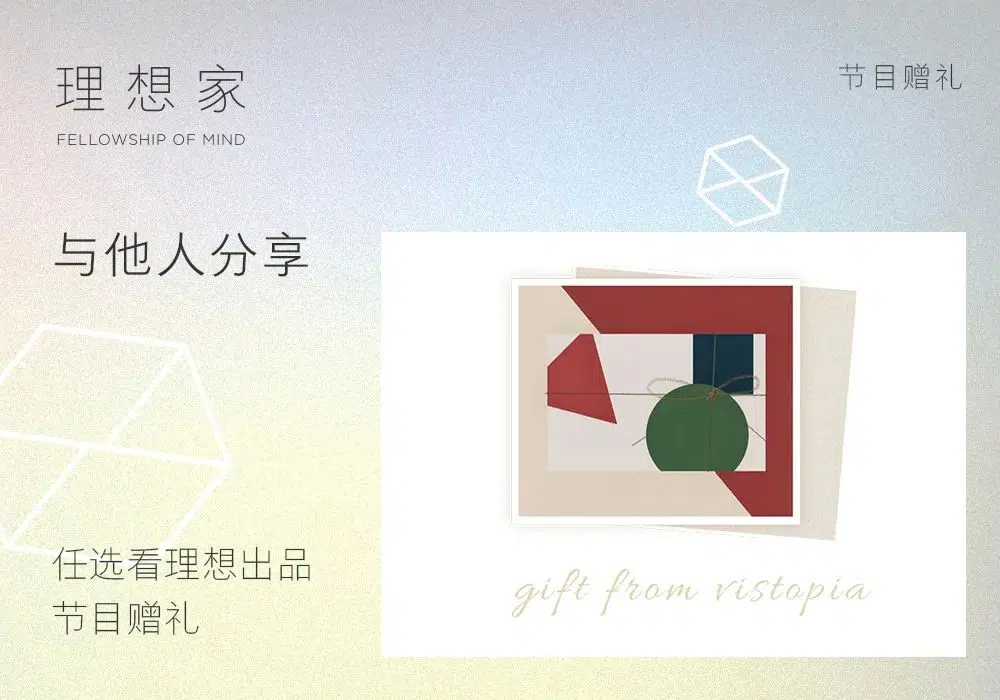 理想家
FELLOWSHIP OF MIND
节目赠礼
与他人分享
任选看理想出品
节目赠礼
gift from vistopia